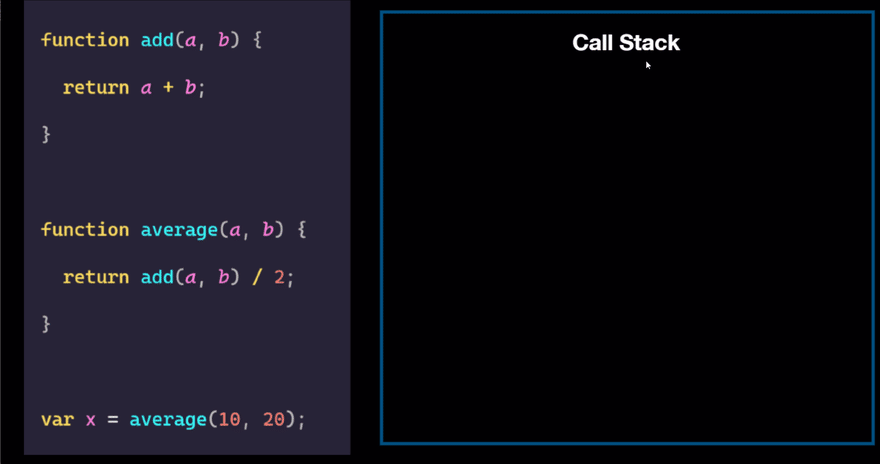 function add(a, b) {
return a + b;
}
function average(a, b) {
return add(a, b) / 2;
}
var x = average(10, 20);
Call Stack